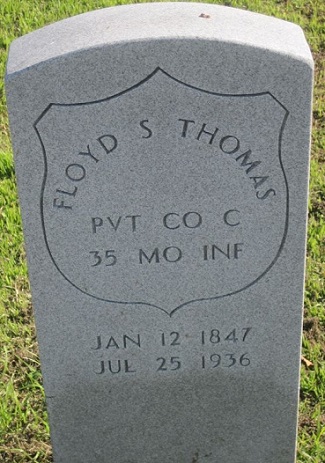 FLOYD S THOMAS
PVT CO C
35 MO INF
JAN 12 1847
JUL 25 1936